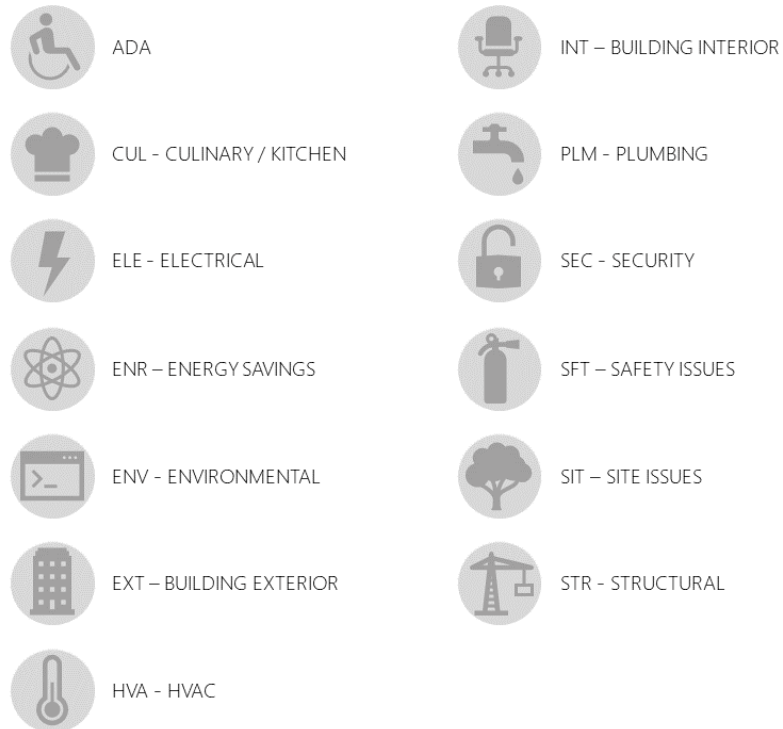 ADA
CUL - CULINARY / KITCHEN
ELE - ELECTRICAL
ENR – ENERGY SAVINGS
ENV - ENVIRONMENTAL
EXT – BUILDING EXTERIOR
HVA - HVAC
INT – BUILDING INTERIOR
PLM - PLUMBING
SEC - SECURITY
SFT – SAFETY ISSUES
SIT – SITE ISSUES
STR - STRUCTURAL